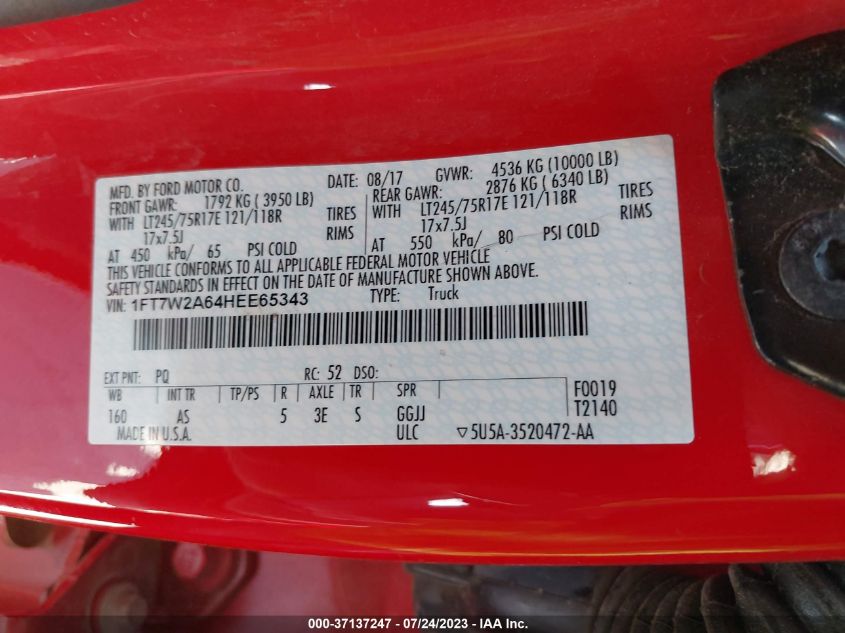 MFD. BY FORD MOTOR CO. DATE: 08/17 GVWR: 4536 KG (10000 LB)
FRONT GAWR: 1792 KG ( 3950 LB) REAR GAWR: 2876 KG ( 6340 LB)
WITH LT245/75R17E 121/118R TIRES WITH LT245/75R17E 121/118R TIRES
17x7.5J RIMS 17x7.5J RIMS
AT 450 kPa/ 65 PSI COLD AT 550 kPa/ 80 PSI COLD
THIS VEHICLE CONFORMS TO ALL APPLICABLE FEDERAL MOTOR VEHICLE
SAFETY STANDARDS IN EFFECT ON THE DATE OF MANUFACTURE SHOWN ABOVE.
VIN: 1FT7W2A64HEE65343 TYPE: Truck
EXT PNT: PQ RC: 52 DSO:
WB INT TR TP/PS R AXLE TR SPR F0019
160 AS 5 3E S GGJJ T2140
MADE IN U.S.A. ULC ▽5U5A-3520472-AA
000-37137247 - 07/24/2023 - IAA Inc.